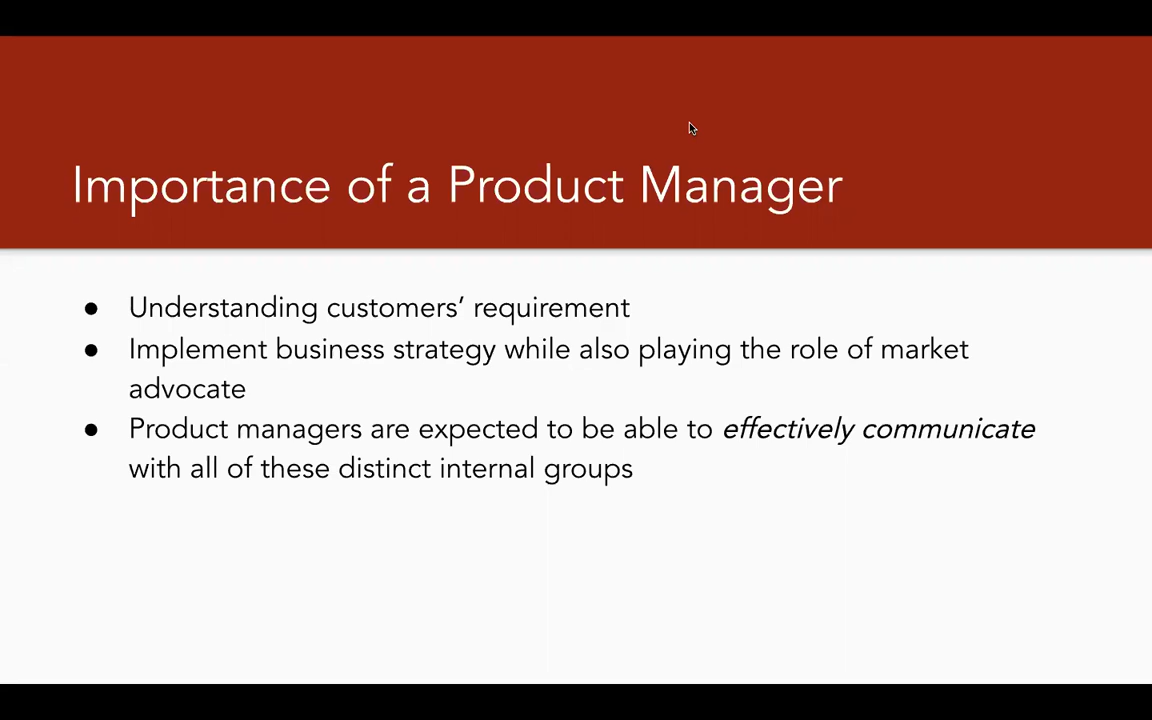 Importance of a Product Manager
● Understanding customers’ requirement
● Implement business strategy while also playing the role of market
advocate
● Product managers are expected to be able to effectively communicate
with all of these distinct internal groups